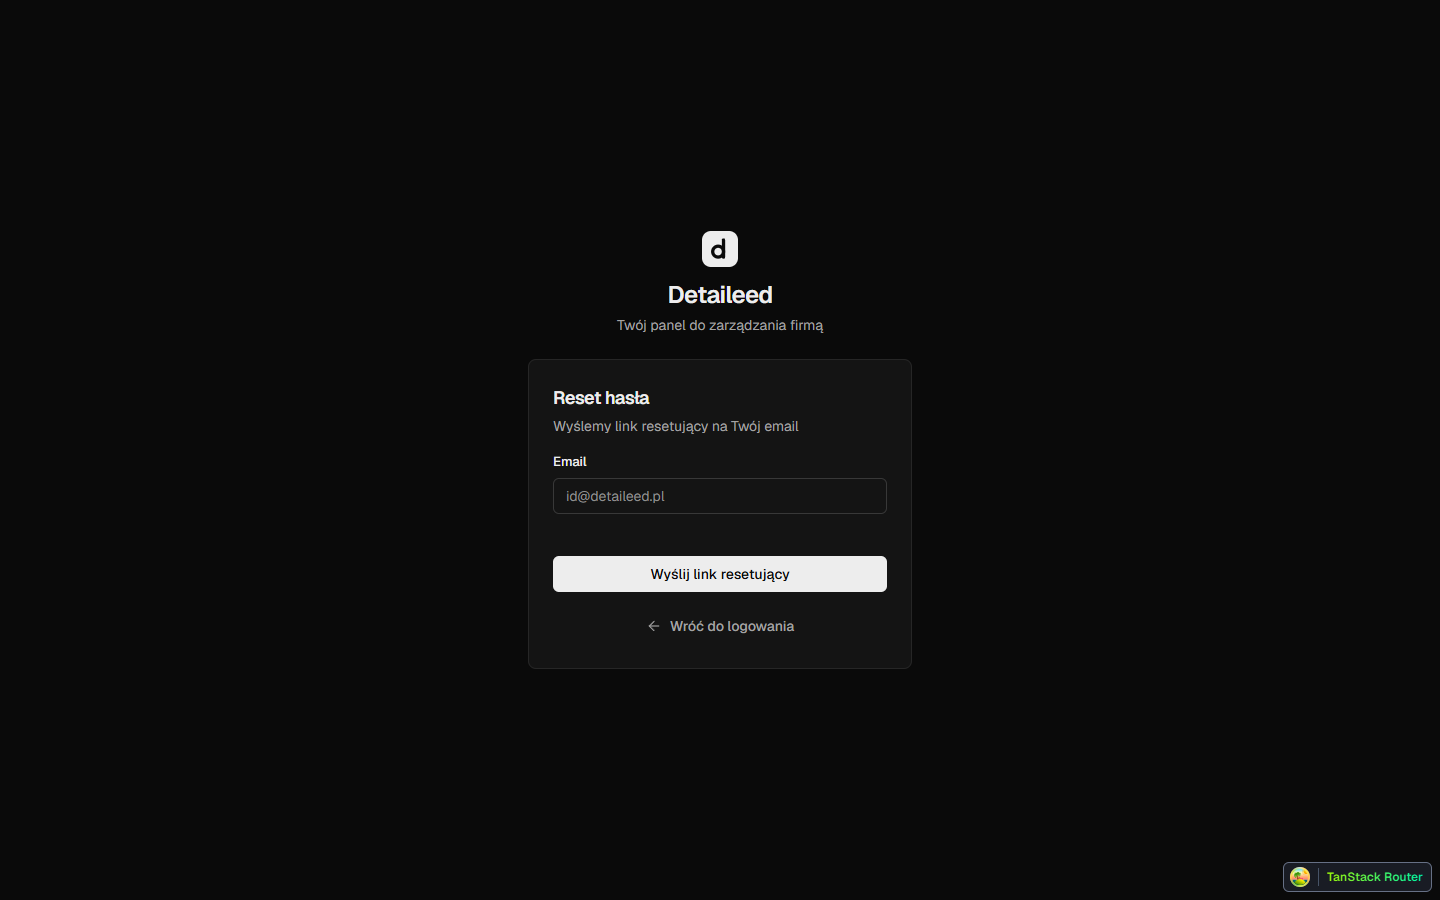 d
Detaileed
Twój panel do zarządzania firmą
Reset hasła
Wyślemy link resetujący na Twój email
Email
id@detaileed.pl
Wyślij link resetujący
← Wróć do logowania
TanStack Router